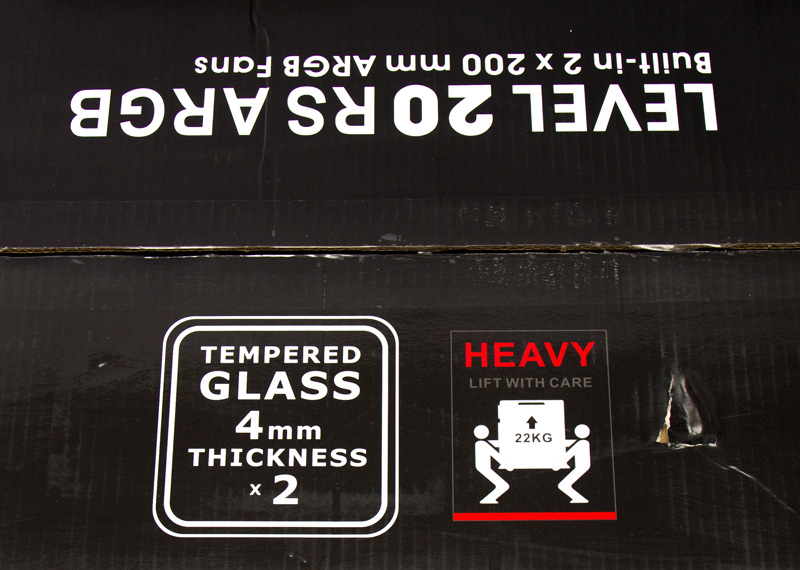 LEVEL 20 RS ARGB
Built-in 2 x 200 mm ARGB Fans
TEMPERED
GLASS
4mm
THICKNESS
x 2
HEAVY
LIFT WITH CARE
22KG